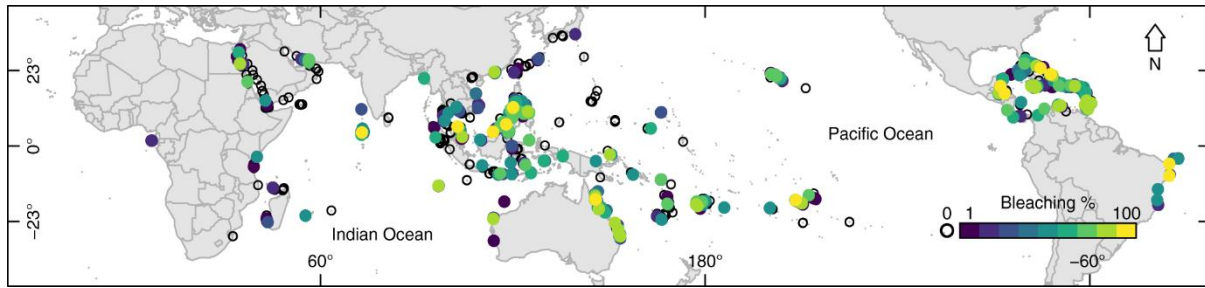 N
23°
0°
−23°
Pacific Ocean
Indian Ocean
Bleaching %
0 1 100
60° 180° −60°